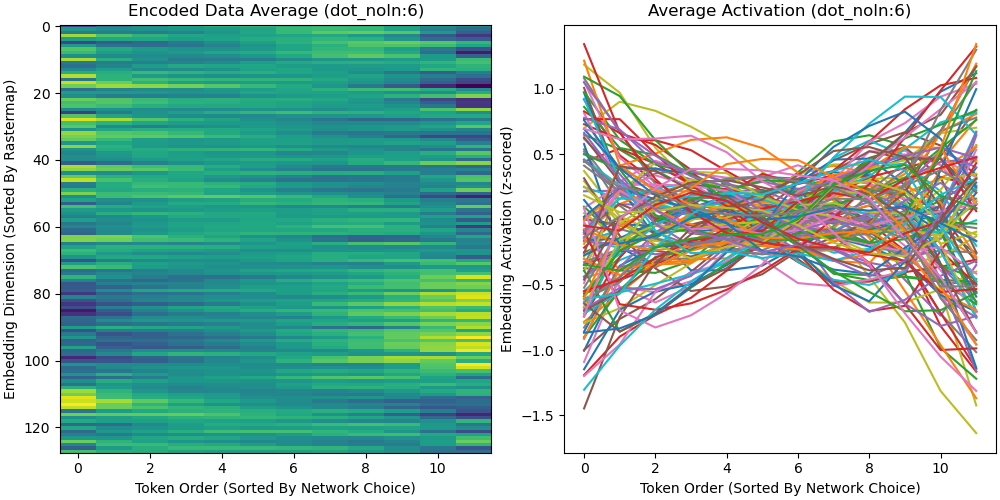 Encoded Data Average (dot_noln:6)
Embedding Dimension (Sorted By Rastermap)
0
20
40
60
80
100
120
0 2 4 6 8 10
Token Order (Sorted By Network Choice)
Average Activation (dot_noln:6)
Embedding Activation (z-scored)
1.0
0.5
0.0
−0.5
−1.0
−1.5
0 2 4 6 8 10
Token Order (Sorted By Network Choice)